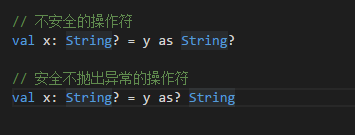 // 不安全的操作符
val x: String? = y as String?
// 安全不抛出异常的操作符
val x: String? = y as? String